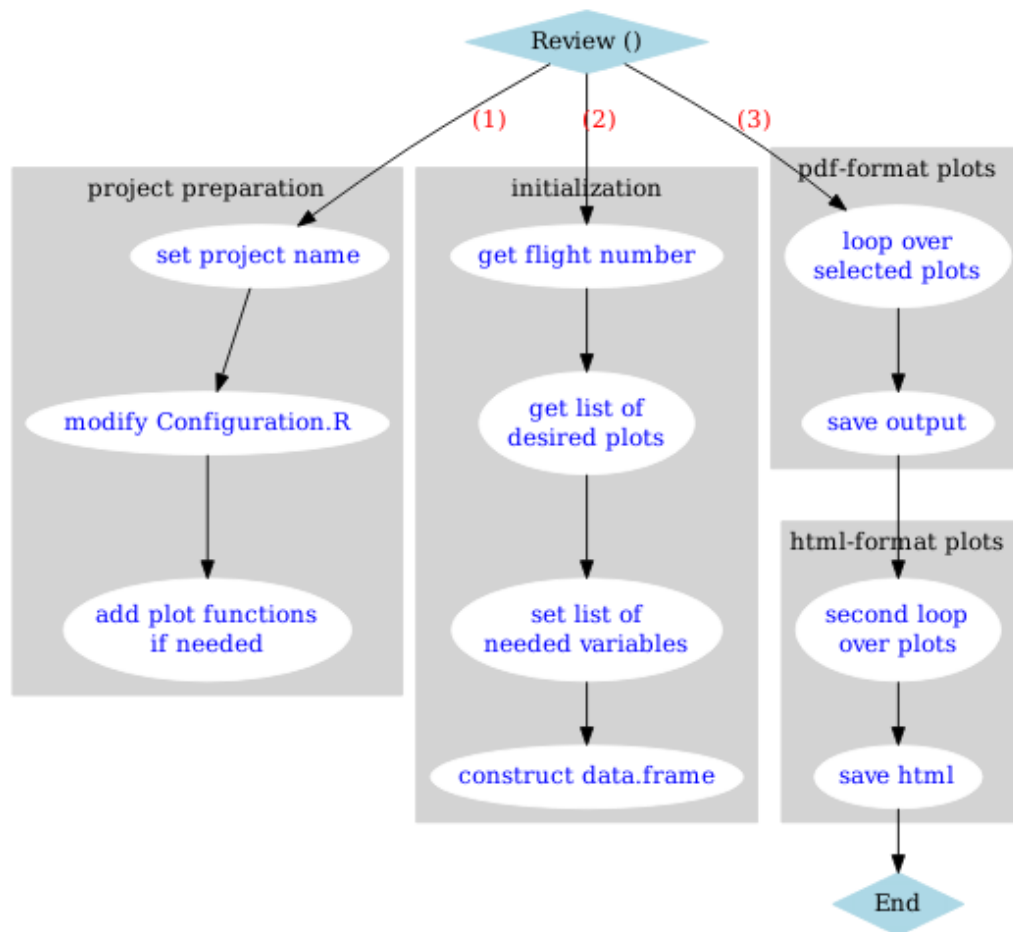 Review ()
(1)
(2)
(3)
project preparation
set project name
modify Configuration.R
add plot functions
if needed
initialization
get flight number
get list of
desired plots
set list of
needed variables
construct data.frame
pdf-format plots
loop over
selected plots
save output
html-format plots
second loop
over plots
save html
End